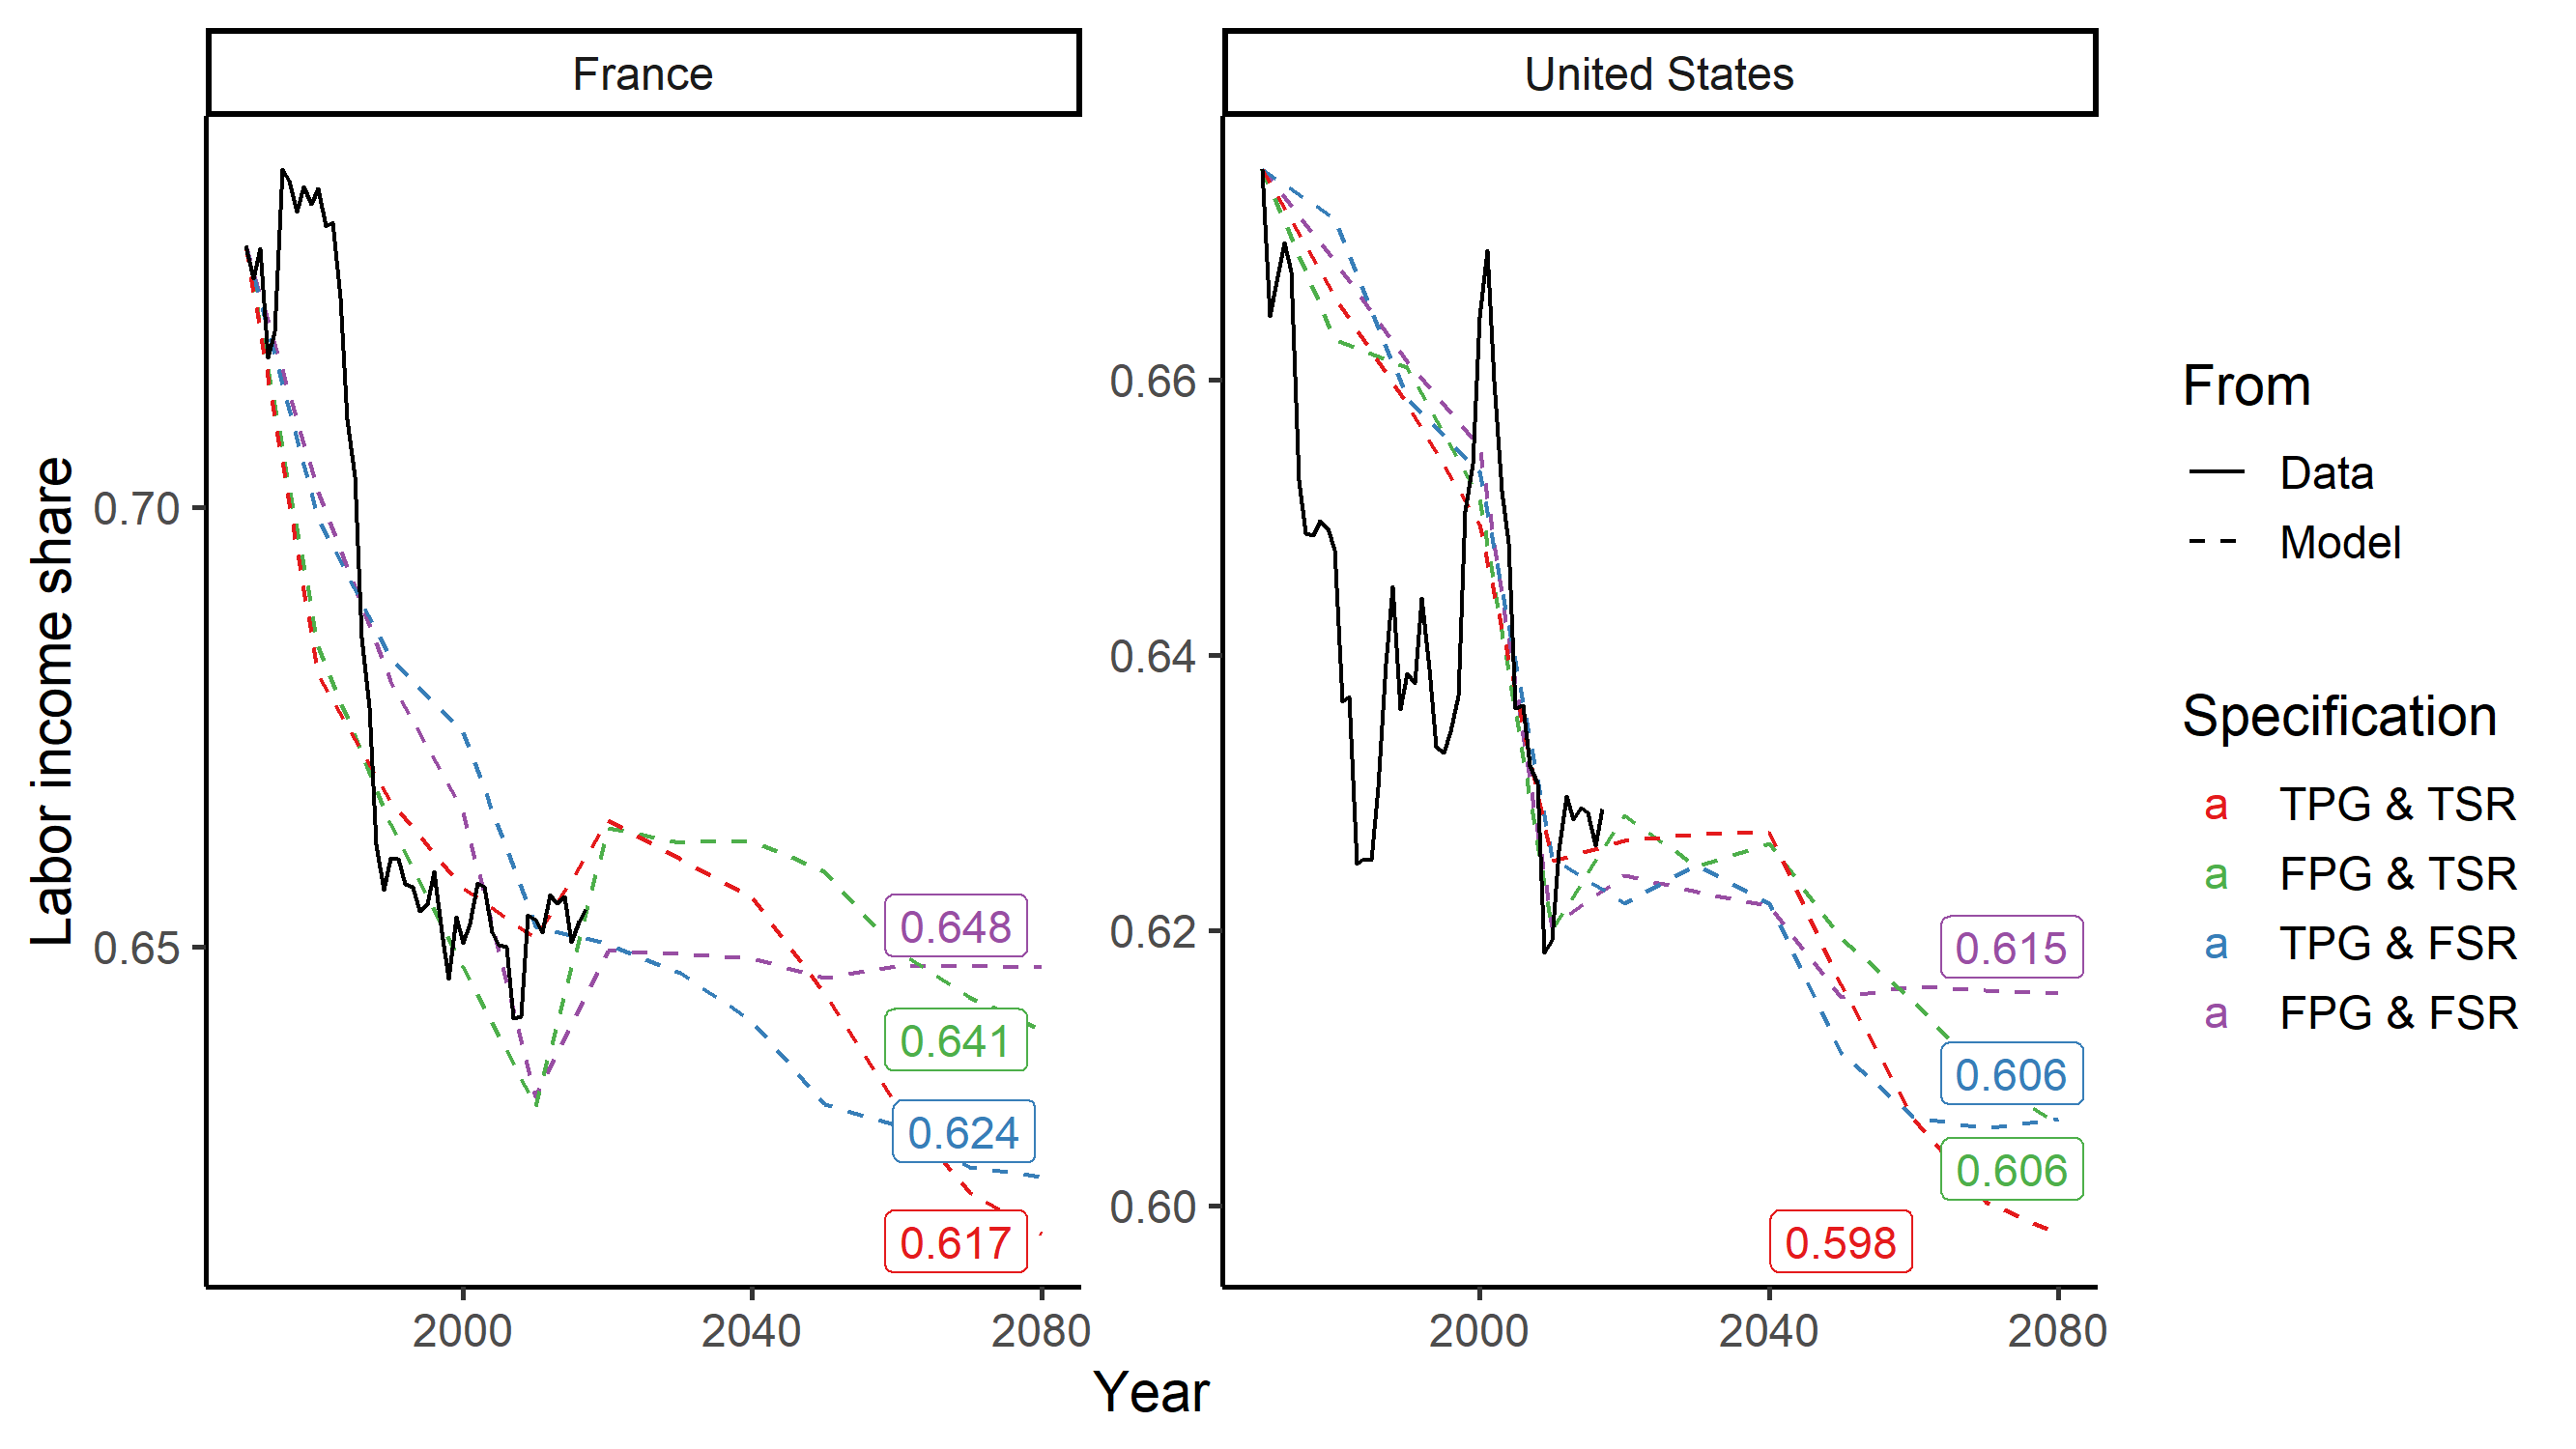 France
United States
Labor income share
0.70
0.65
0.66
0.64
0.62
0.60
0.648
0.641
0.624
0.617
0.615
0.606
0.606
0.598
2000
2040
2080
2000
2040
2080
Year
From
Data
Model
Specification
a TPG & TSR
a FPG & TSR
a TPG & FSR
a FPG & FSR